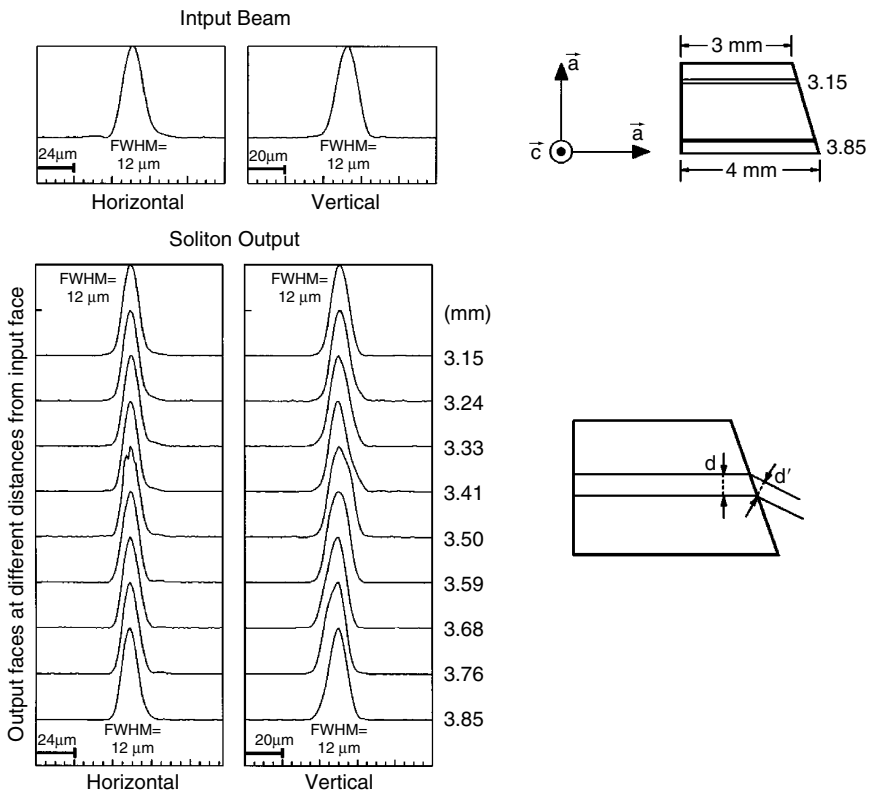 Intput Beam
24μm
FWHM=
12 μm
Horizontal
20μm
FWHM=
12 μm
Vertical
a
a
c
3 mm
3.15
3.85
4 mm
Soliton Output
Output faces at different distances from input face
FWHM=
12 μm
FWHM=
12 μm
(mm)
3.15
3.24
3.33
3.41
3.50
3.59
3.68
3.76
3.85
24μm
FWHM=
12 μm
Horizontal
20μm
FWHM=
12 μm
Vertical
d
d'